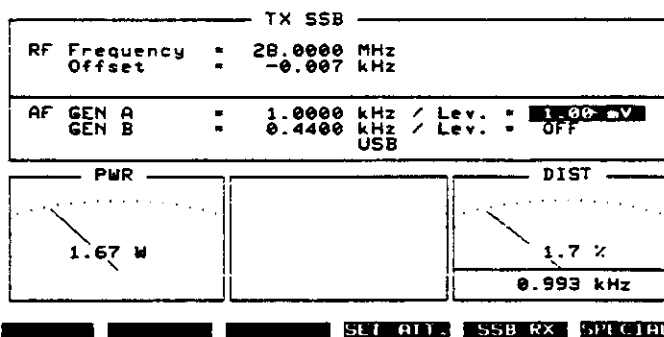 TX SSB
RF Frequency = 28.0000 MHz
Offset = -0.007 kHz
AF GEN A = 1.0000 kHz / Lev. = 1.00 mV
GEN B = 0.4400 kHz / Lev. = OFF
USB
PWR
DIST
1.67 W
1.7 %
0.993 kHz
SET ATT. SSB RX SPECIAL